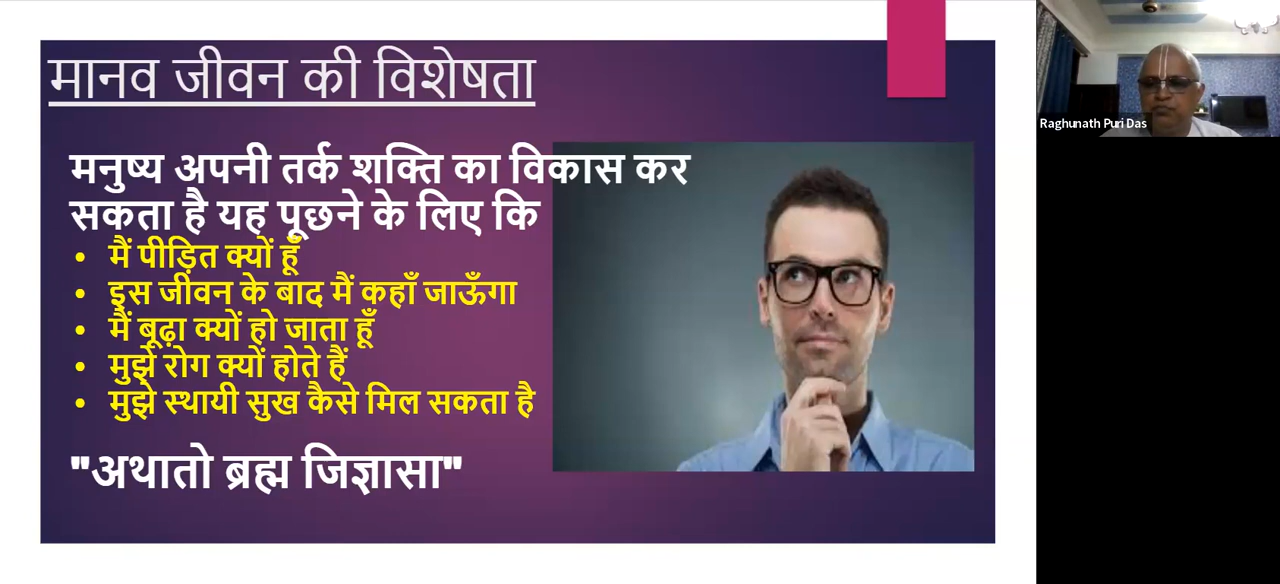 मानव जीवन की विशेषता
मनुष्य अपनी तर्क शक्ति का विकास कर
सकता है यह पूछने के लिए कि
• मैं पीड़ित क्यों हूँ
• इस जीवन के बाद मैं कहाँ जाऊँगा
• मैं बूढ़ा क्यों हो जाता हूँ
• मुझे रोग क्यों होते हैं
• मुझे स्थायी सुख कैसे मिल सकता है
"अथातो ब्रह्म जिज्ञासा"
Raghunath Puri Das